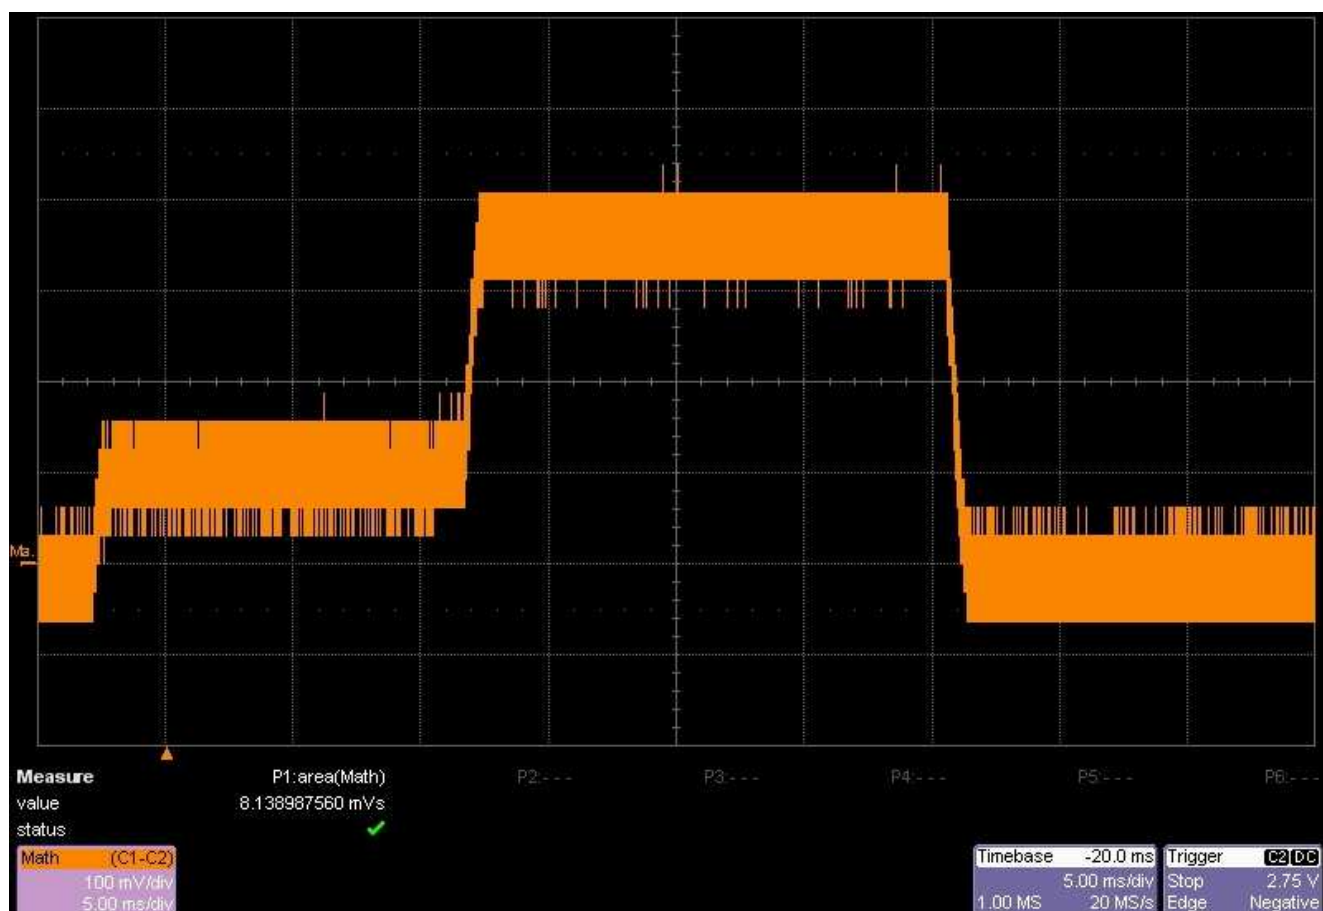 Ma.
Measure P1:area(Math) P2:- - - P3:- - - P4:- - - P5:- - - P6:- - -
value 8.138987560 mVs
status
Math (C1-C2) Timebase -20.0 ms Trigger C2 DC
100 mV/div 5.00 ms/div Stop 2.75 V
5.00 ms/div 1.00 MS 20 MS/s Edge Negative